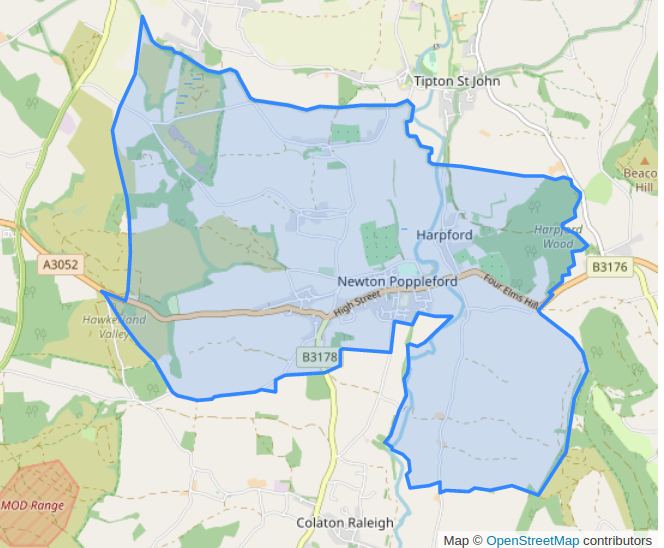 Tipton St John
Beacon
Hill
Harpford
Harpford
Wood
A3052
B3176
Newton Poppleford
Four Elms Hill
High Street
Hawkerland
Valley
B3178
MOD Range
Colaton Raleigh
Map © OpenStreetMap contributors